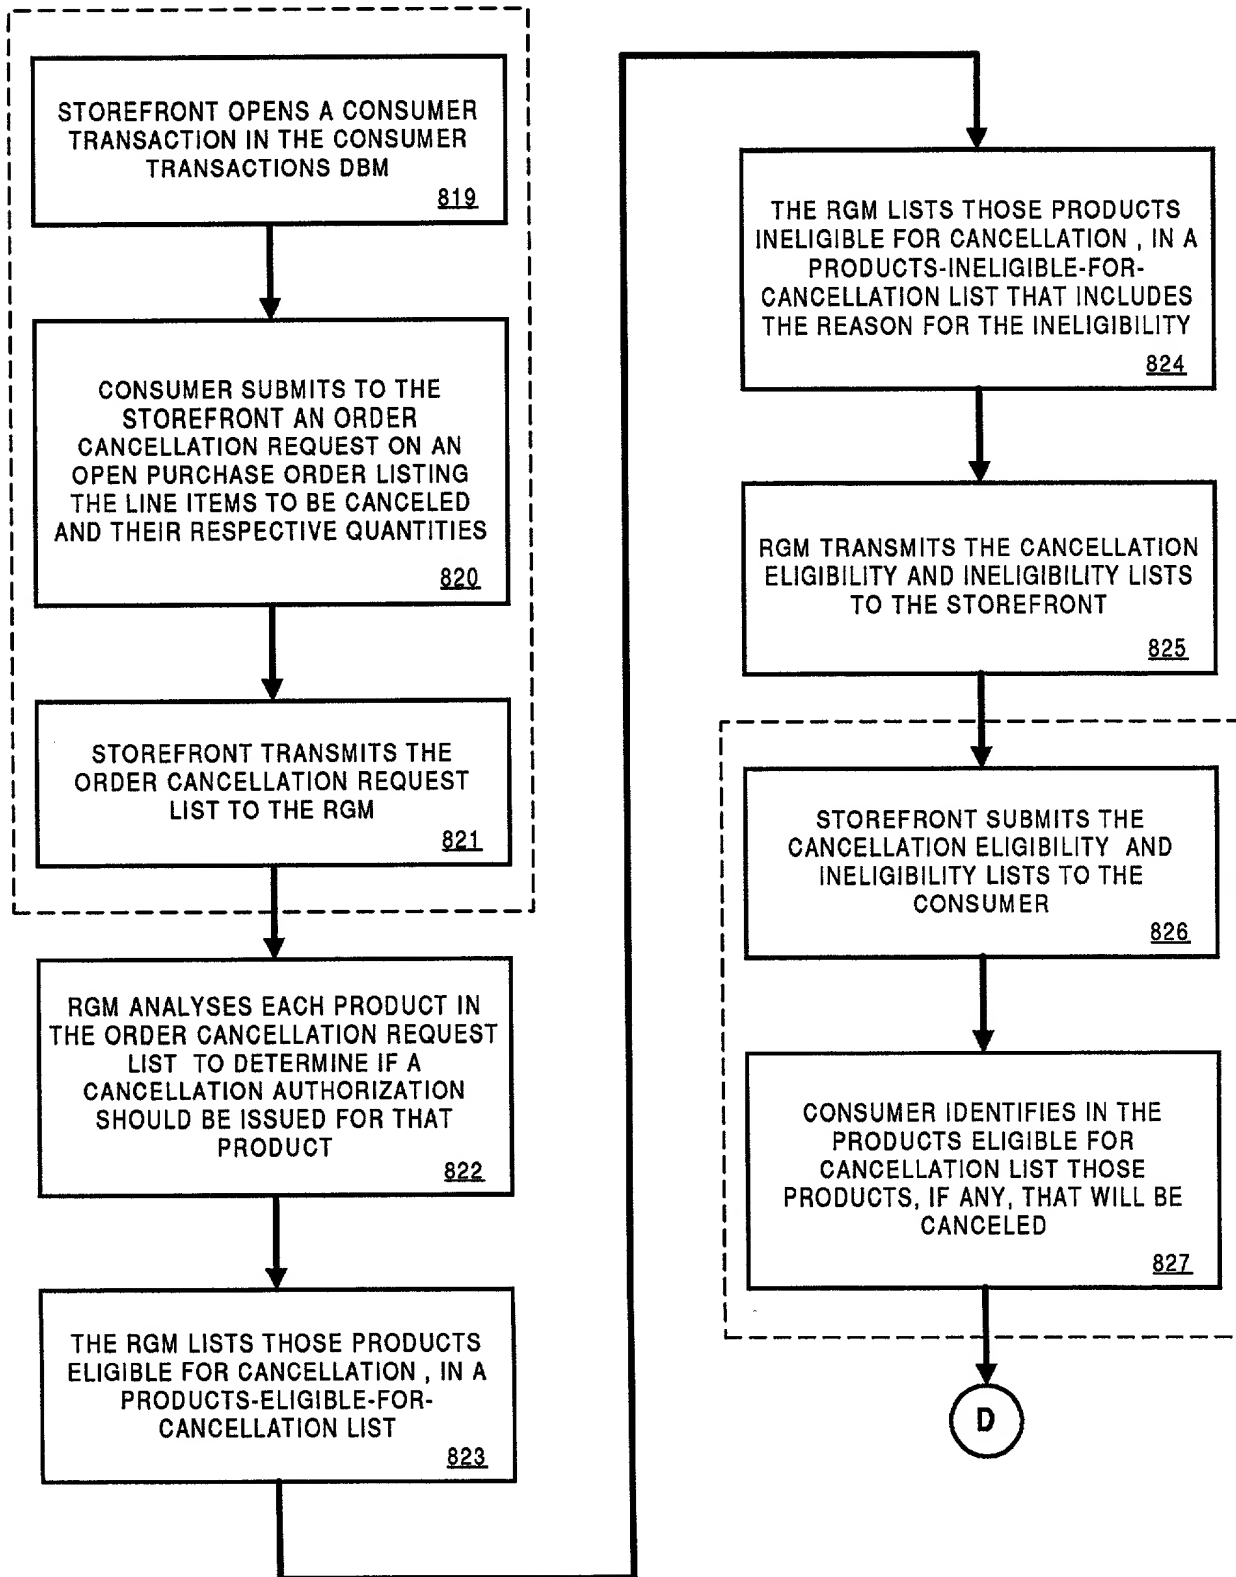 STOREFRONT OPENS A CONSUMER
TRANSACTION IN THE CONSUMER
TRANSACTIONS DBM
819
CONSUMER SUBMITS TO THE
STOREFRONT AN ORDER
CANCELLATION REQUEST ON AN
OPEN PURCHASE ORDER LISTING
THE LINE ITEMS TO BE CANCELED
AND THEIR RESPECTIVE QUANTITIES
820
STOREFRONT TRANSMITS THE
ORDER CANCELLATION REQUEST
LIST TO THE RGM
821
RGM ANALYSES EACH PRODUCT IN
THE ORDER CANCELLATION REQUEST
LIST TO DETERMINE IF A
CANCELLATION AUTHORIZATION
SHOULD BE ISSUED FOR THAT
PRODUCT
822
THE RGM LISTS THOSE PRODUCTS
ELIGIBLE FOR CANCELLATION , IN A
PRODUCTS-ELIGIBLE-FOR-
CANCELLATION LIST
823
THE RGM LISTS THOSE PRODUCTS
INELIGIBLE FOR CANCELLATION , IN A
PRODUCTS-INELIGIBLE-FOR-
CANCELLATION LIST THAT INCLUDES
THE REASON FOR THE INELIGIBILITY
824
RGM TRANSMITS THE CANCELLATION
ELIGIBILITY AND INELIGIBILITY LISTS
TO THE STOREFRONT
825
STOREFRONT SUBMITS THE
CANCELLATION ELIGIBILITY AND
INELIGIBILITY LISTS TO THE
CONSUMER
826
CONSUMER IDENTIFIES IN THE
PRODUCTS ELIGIBLE FOR
CANCELLATION LIST THOSE
PRODUCTS, IF ANY, THAT WILL BE
CANCELED
827
D